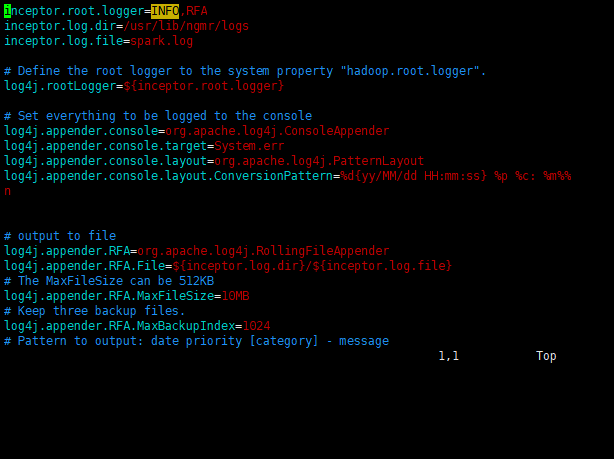 inceptor.root.logger=INFO,RFA
inceptor.log.dir=/usr/lib/ngmr/logs
inceptor.log.file=spark.log
# Define the root logger to the system property "hadoop.root.logger".
log4j.rootLogger=${inceptor.root.logger}
# Set everything to be logged to the console
log4j.appender.console=org.apache.log4j.ConsoleAppender
log4j.appender.console.target=System.err
log4j.appender.console.layout=org.apache.log4j.PatternLayout
log4j.appender.console.layout.ConversionPattern=%d{yy/MM/dd HH:mm:ss} %p %c: %m%%
n
# output to file
log4j.appender.RFA=org.apache.log4j.RollingFileAppender
log4j.appender.RFA.File=${inceptor.log.dir}/${inceptor.log.file}
# The MaxFileSize can be 512KB
log4j.appender.RFA.MaxFileSize=10MB
# Keep three backup files.
log4j.appender.RFA.MaxBackupIndex=1024
# Pattern to output: date priority [category] - message
1,1 Top